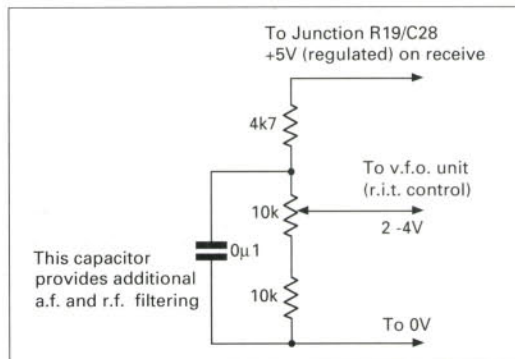 To Junction R19/C28
+5V (regulated) on receive
4k7
To v.f.o. unit
(r.i.t. control)
10k
2 -4V
0µ1
This capacitor
provides additional
a.f. and r.f. filtering
10k
To 0V